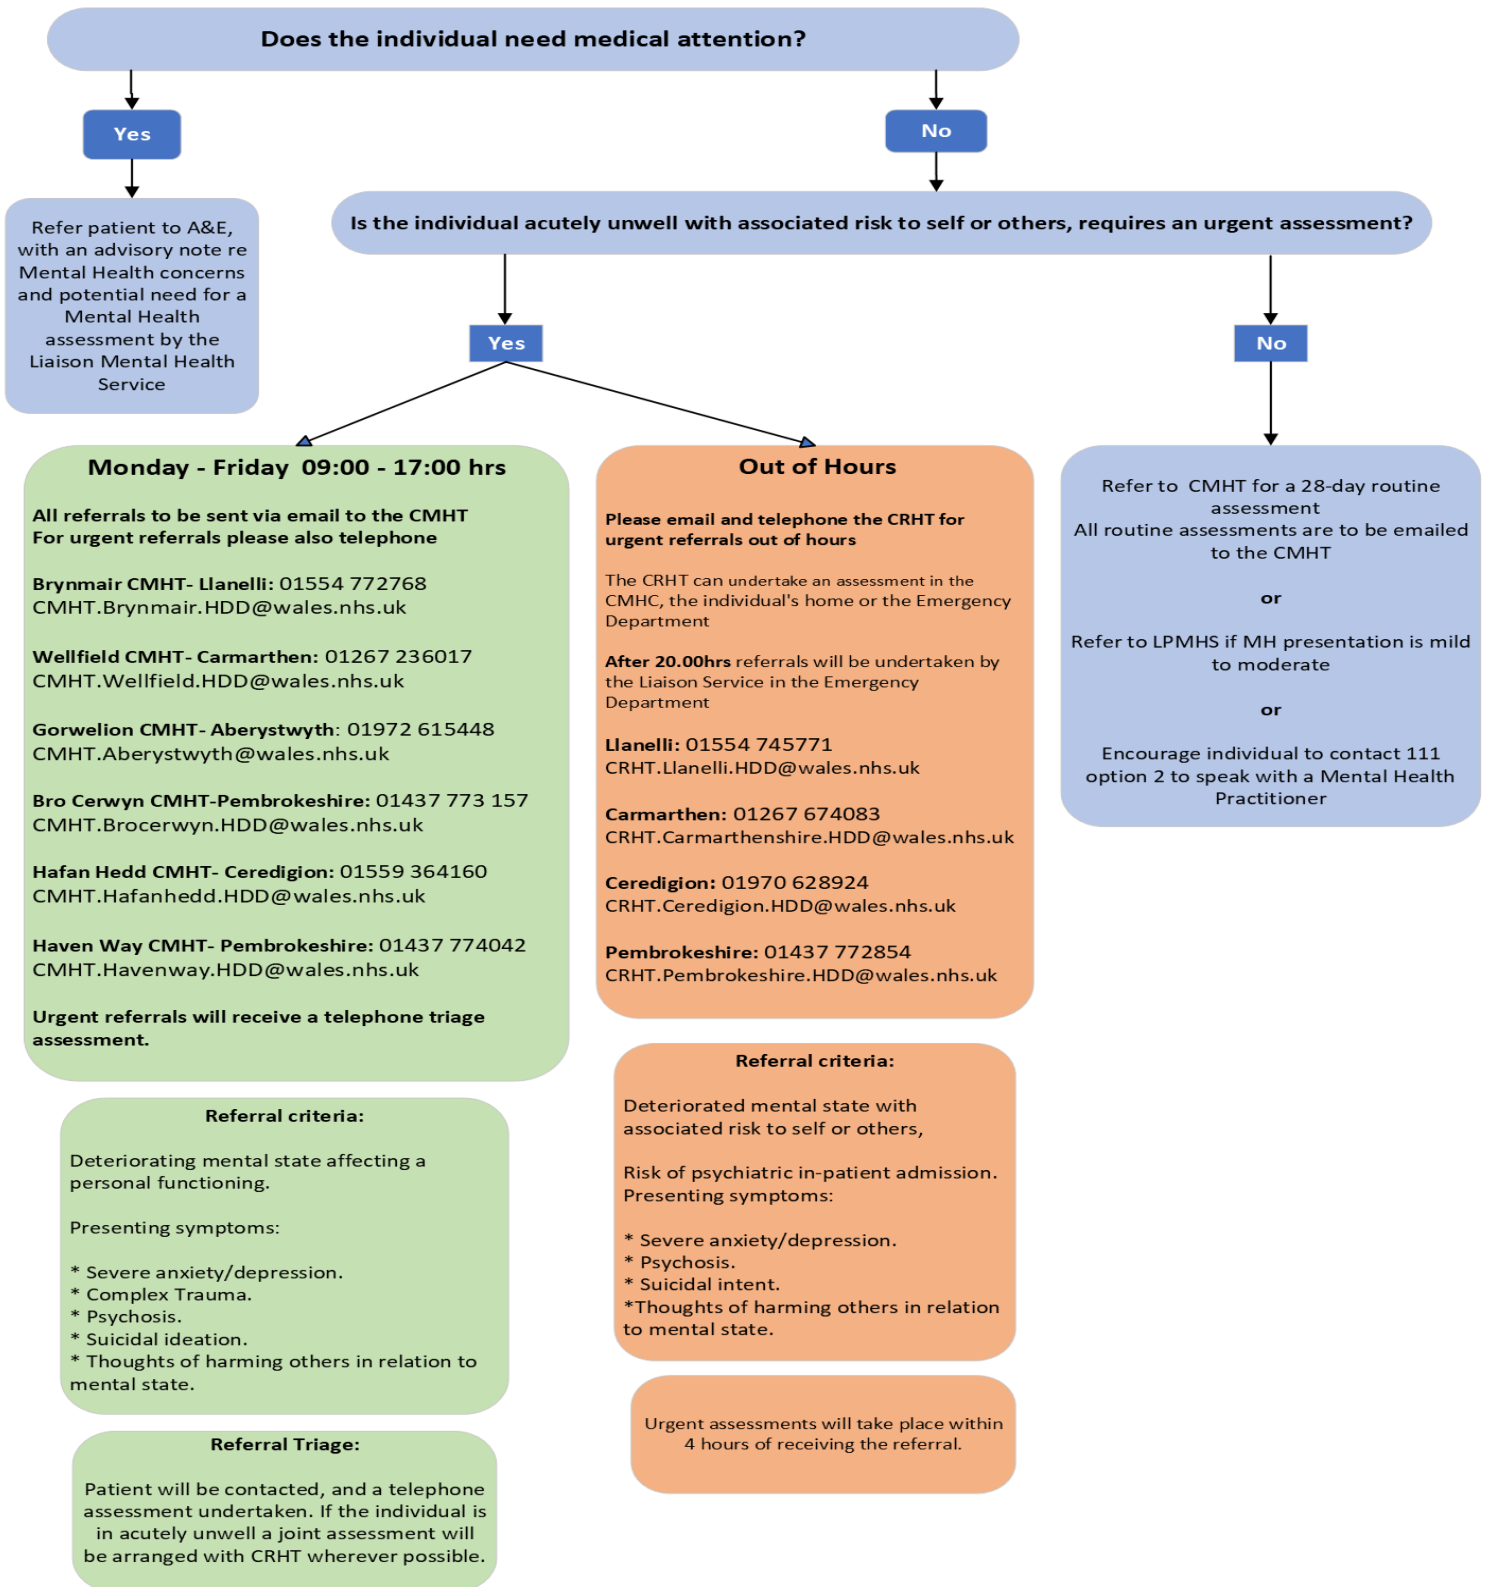 Does the individual need medical attention?
Yes
No
Refer patient to A&E,
with an advisory note re
Mental Health concerns
and potential need for a
Mental Health
assessment by the
Liaison Mental Health
Service
Is the individual acutely unwell with associated risk to self or others, requires an urgent assessment?
Yes
No
Monday - Friday 09:00 - 17:00 hrs
All referrals to be sent via email to the CMHT
For urgent referrals please also telephone
Brynmair CMHT- Llanelli: 01554 772768
CMHT.Brynmair.HDD@wales.nhs.uk
Wellfield CMHT- Carmarthen: 01267 236017
CMHT.Wellfield.HDD@wales.nhs.uk
Gorwelion CMHT- Aberystwyth: 01972 615448
CMHT.Aberystwyth@wales.nhs.uk
Bro Cerwyn CMHT-Pembrokeshire: 01437 773 157
CMHT.Brocerwyn.HDD@wales.nhs.uk
Hafan Hedd CMHT- Ceredigion: 01559 364160
CMHT.Hafanhedd.HDD@wales.nhs.uk
Haven Way CMHT- Pembrokeshire: 01437 774042
CMHT.Havenway.HDD@wales.nhs.uk
Urgent referrals will receive a telephone triage
assessment.
Referral criteria:
Deteriorating mental state affecting a
personal functioning.
Presenting symptoms:
* Severe anxiety/depression.
* Complex Trauma.
* Psychosis.
* Suicidal ideation.
* Thoughts of harming others in relation to
mental state.
Referral Triage:
Patient will be contacted, and a telephone
assessment undertaken. If the individual is
in acutely unwell a joint assessment will
be arranged with CRHT wherever possible.
Out of Hours
Please email and telephone the CRHT for
urgent referrals out of hours
The CRHT can undertake an assessment in the
CMHC, the individual's home or the Emergency
Department
After 20.00hrs referrals will be undertaken by
the Liaison Service in the Emergency
Department
Llanelli: 01554 745771
CRHT.Llanelli.HDD@wales.nhs.uk
Carmarthen: 01267 674083
CRHT.Carmarthenshire.HDD@wales.nhs.uk
Ceredigion: 01970 628924
CRHT.Ceredigion.HDD@wales.nhs.uk
Pembrokeshire: 01437 772854
CRHT.Pembrokeshire.HDD@wales.nhs.uk
Referral criteria:
Deteriorated mental state with
associated risk to self or others,
Risk of psychiatric in-patient admission.
Presenting symptoms:
* Severe anxiety/depression.
* Psychosis.
* Suicidal intent.
*Thoughts of harming others in relation
to mental state.
Urgent assessments will take place within
4 hours of receiving the referral.
Refer to CMHT for a 28-day routine
assessment
All routine assessments are to be emailed
to the CMHT
or
Refer to LPMHS if MH presentation is mild
to moderate
or
Encourage individual to contact 111
option 2 to speak with a Mental Health
Practitioner